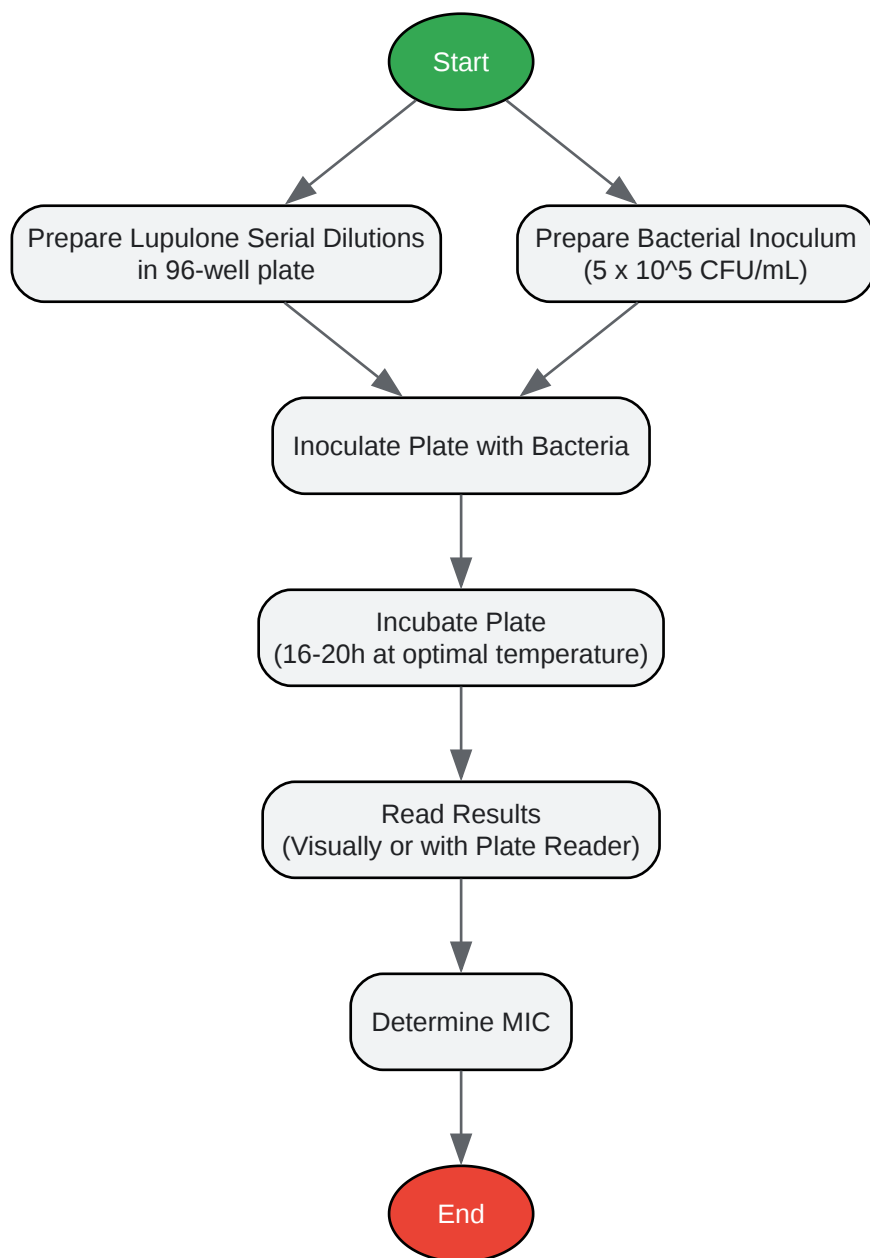 Start
Prepare Lupulone Serial Dilutions
in 96-well plate
Prepare Bacterial Inoculum
(5 x 10^5 CFU/mL)
Inoculate Plate with Bacteria
Incubate Plate
(16-20h at optimal temperature)
Read Results
(Visually or with Plate Reader)
Determine MIC
End